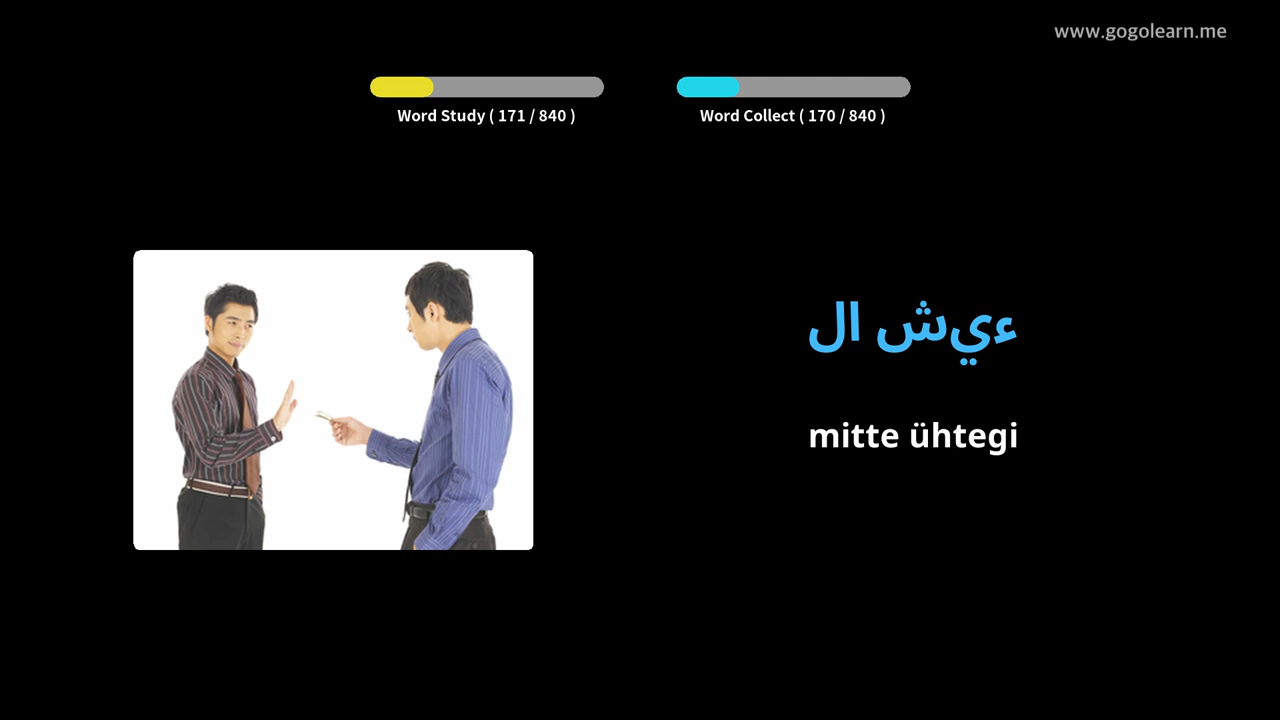 www.gogolearn.me
Word Study ( 171 / 840 )
Word Collect ( 170 / 840 )
ءيش ال
mitte ühtegi